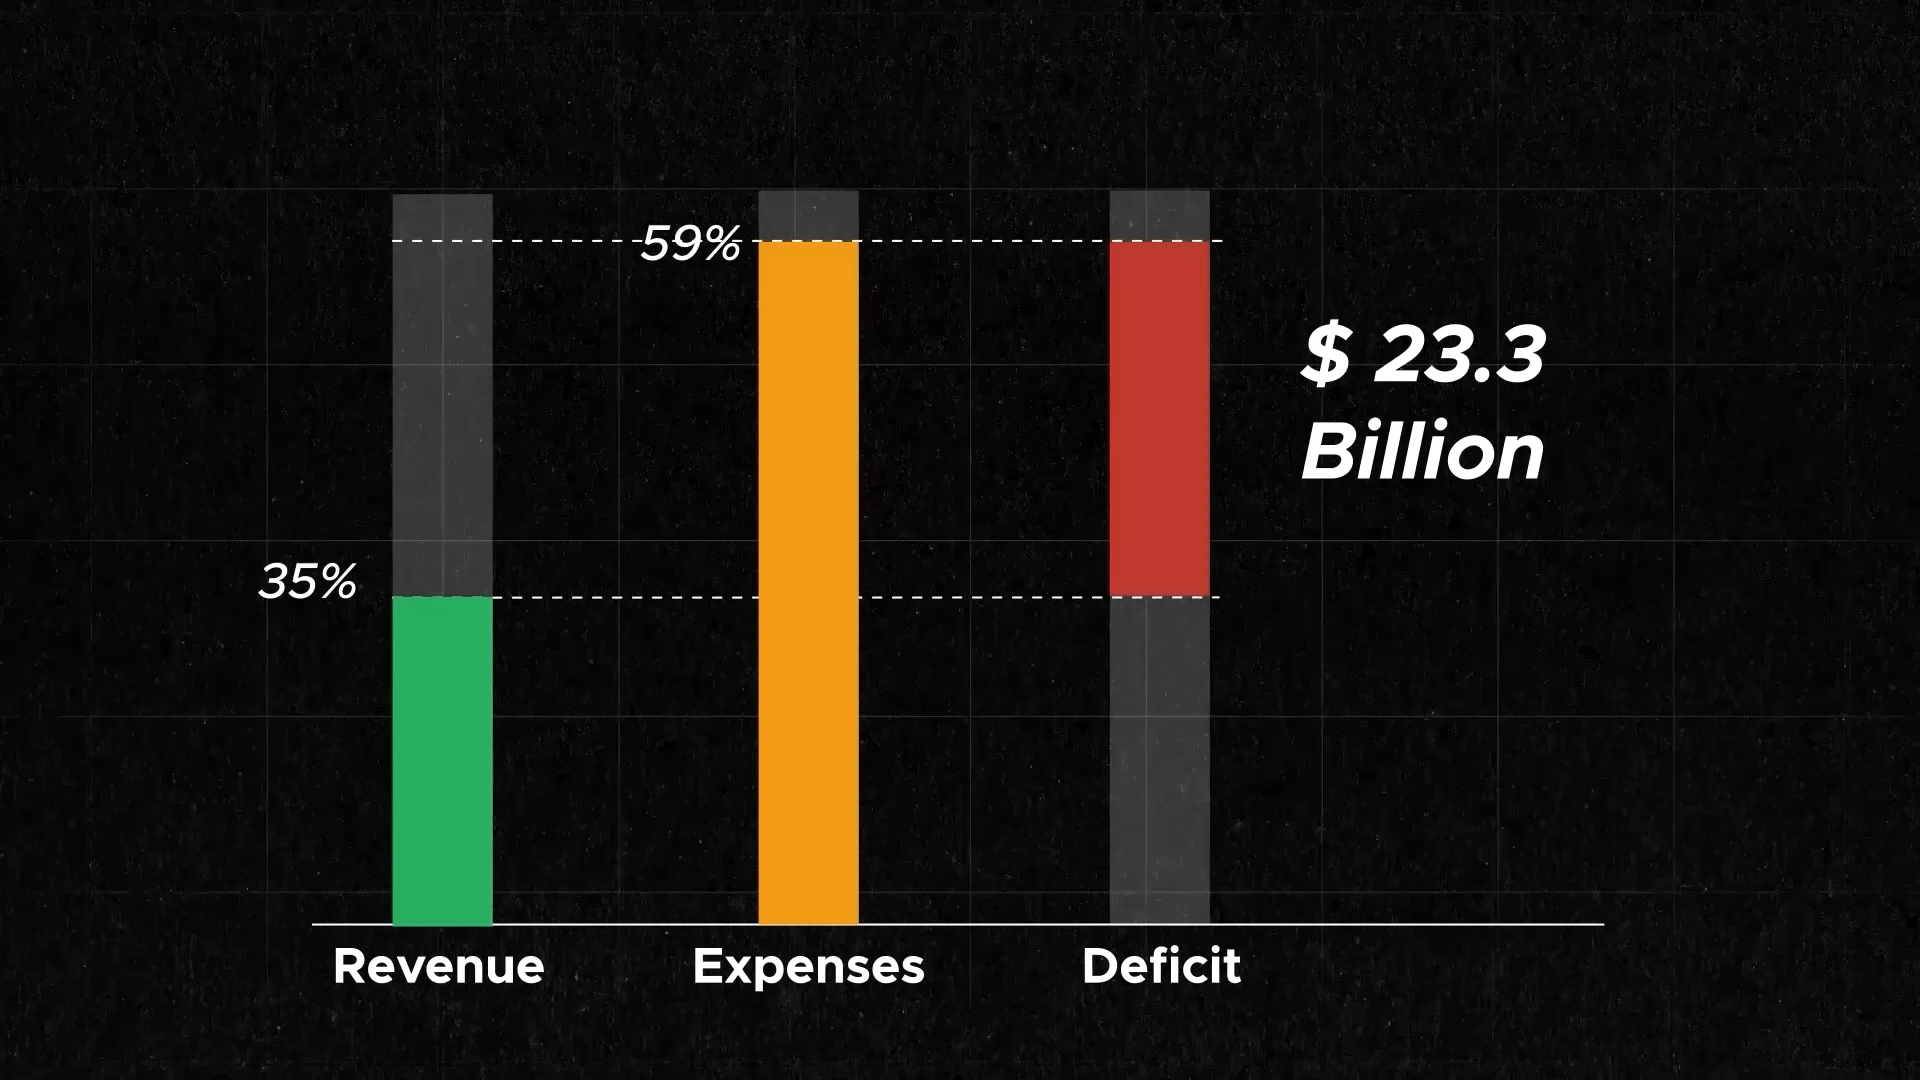 59%
$ 23.3
Billion
35%
Revenue
Expenses
Deficit